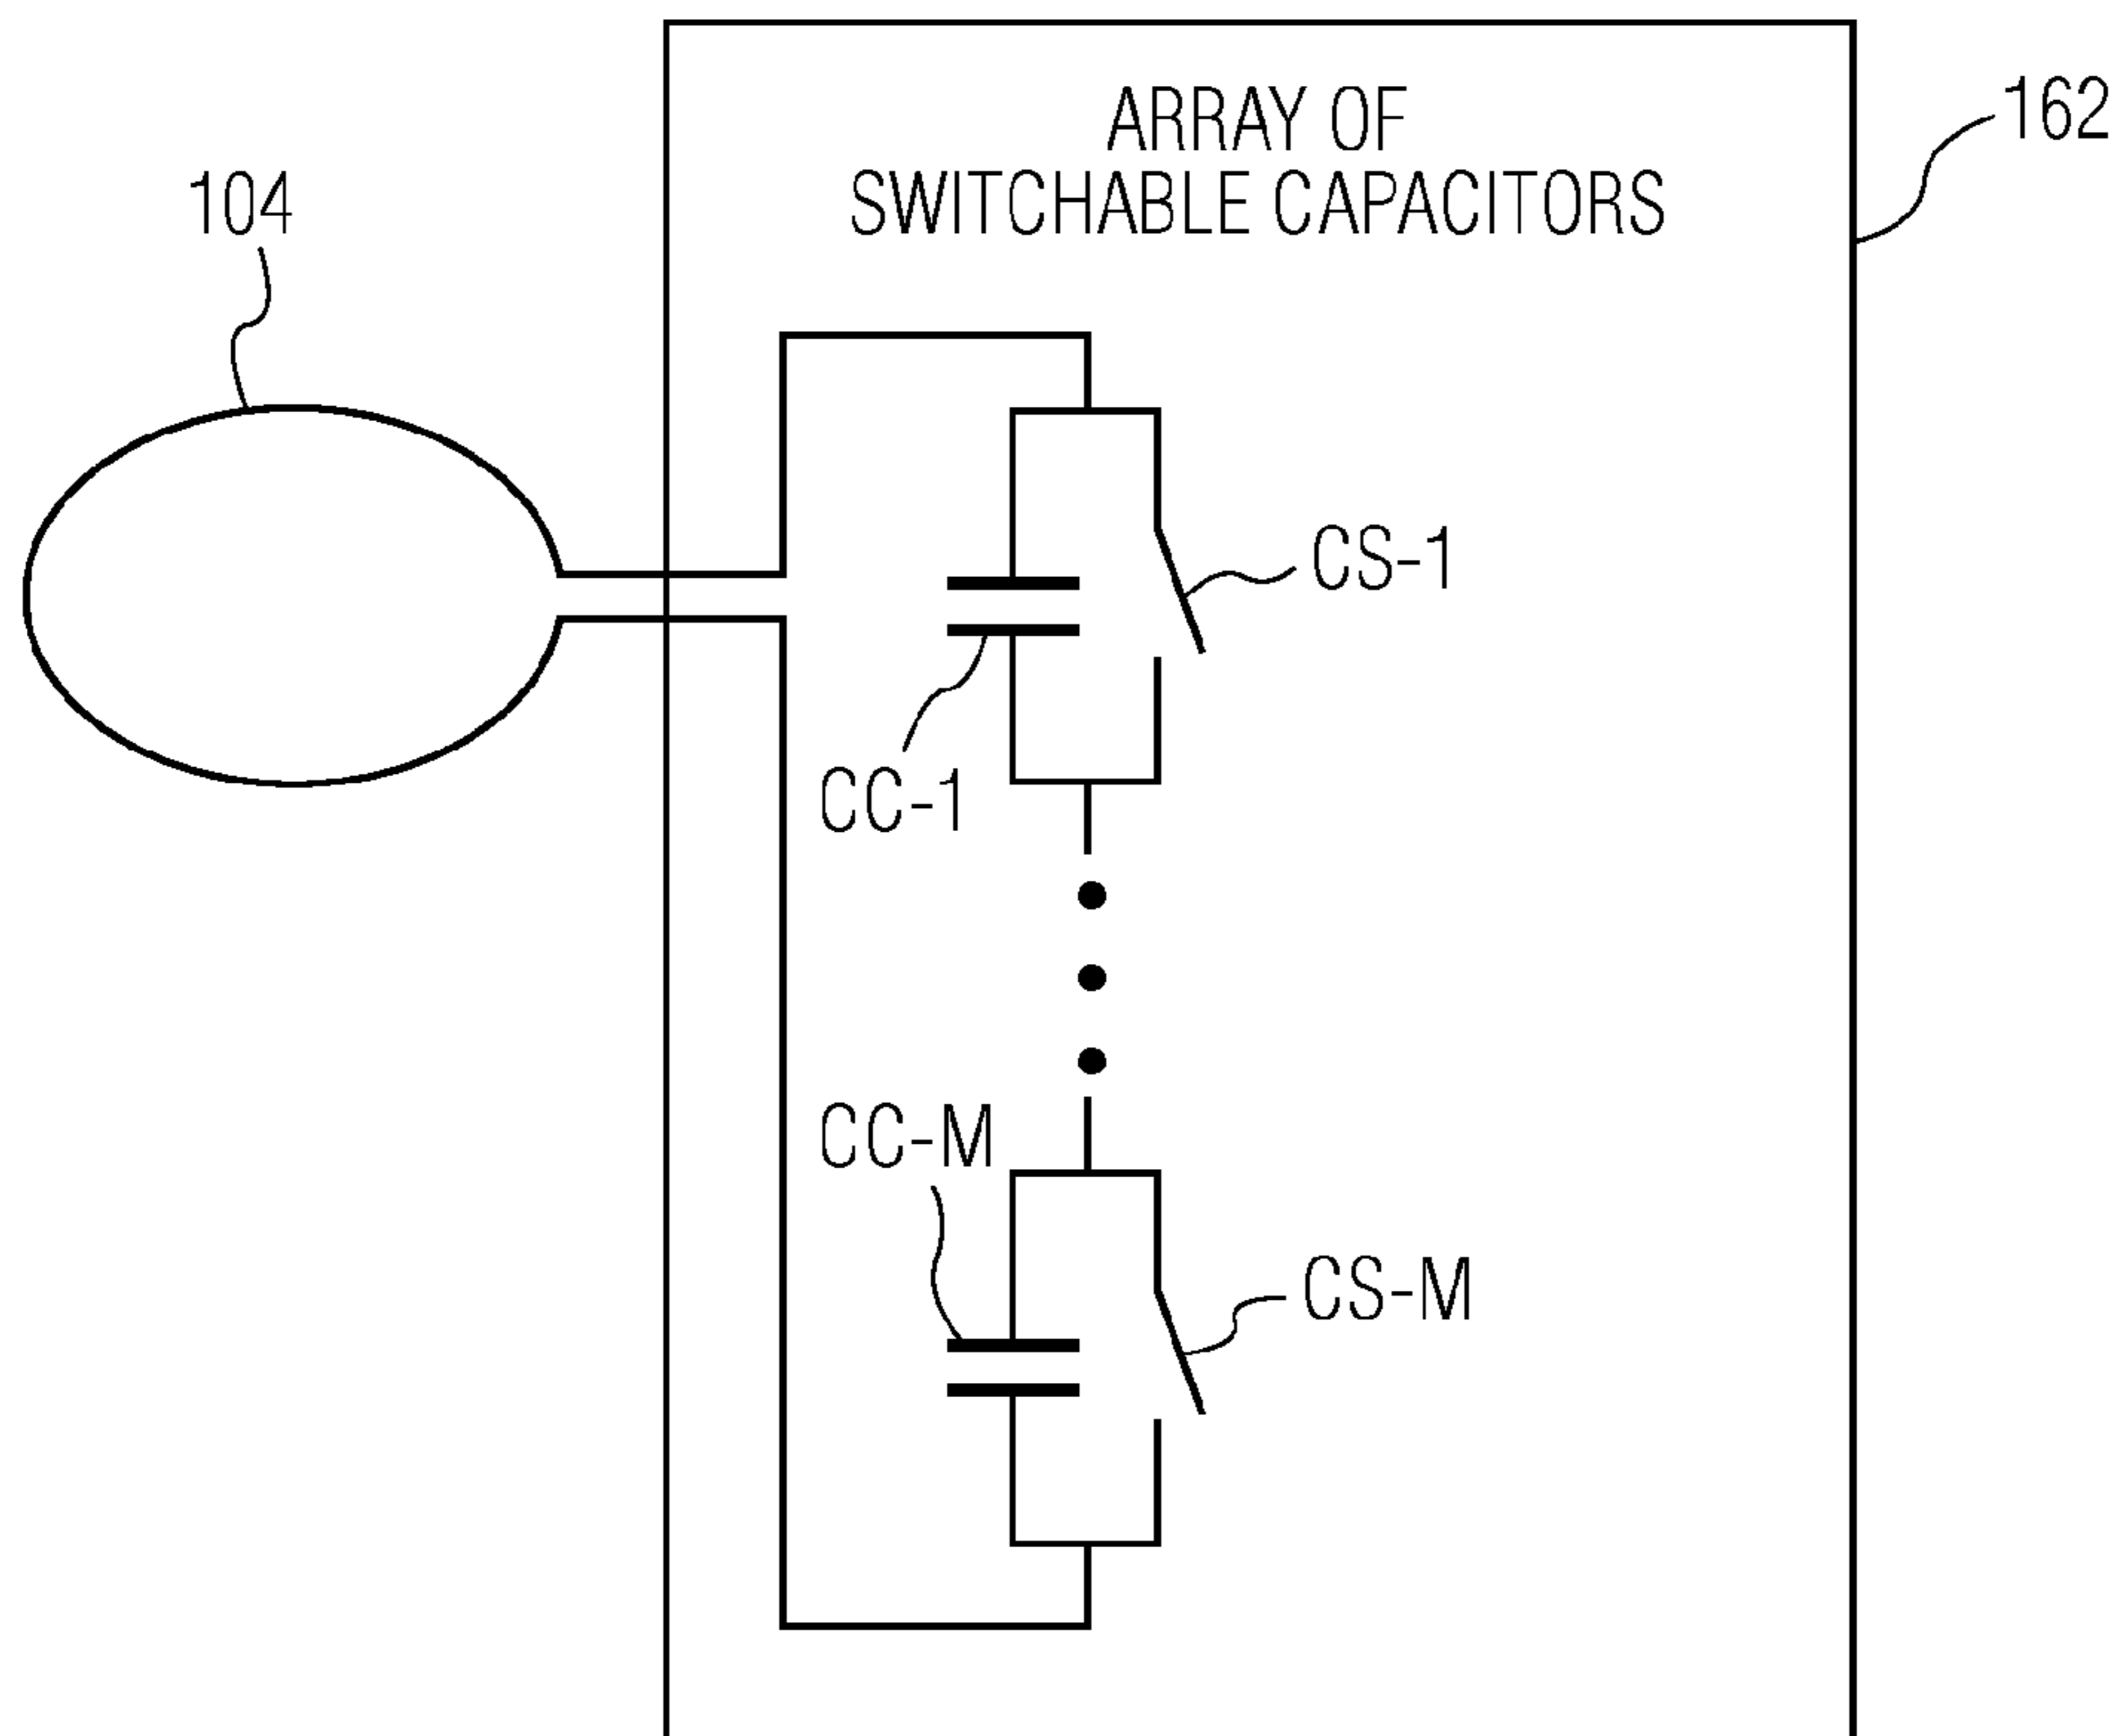 ARRAY OF
SWITCHABLE CAPACITORS
162
104
CS-1
CC-1
CC-M
CS-M